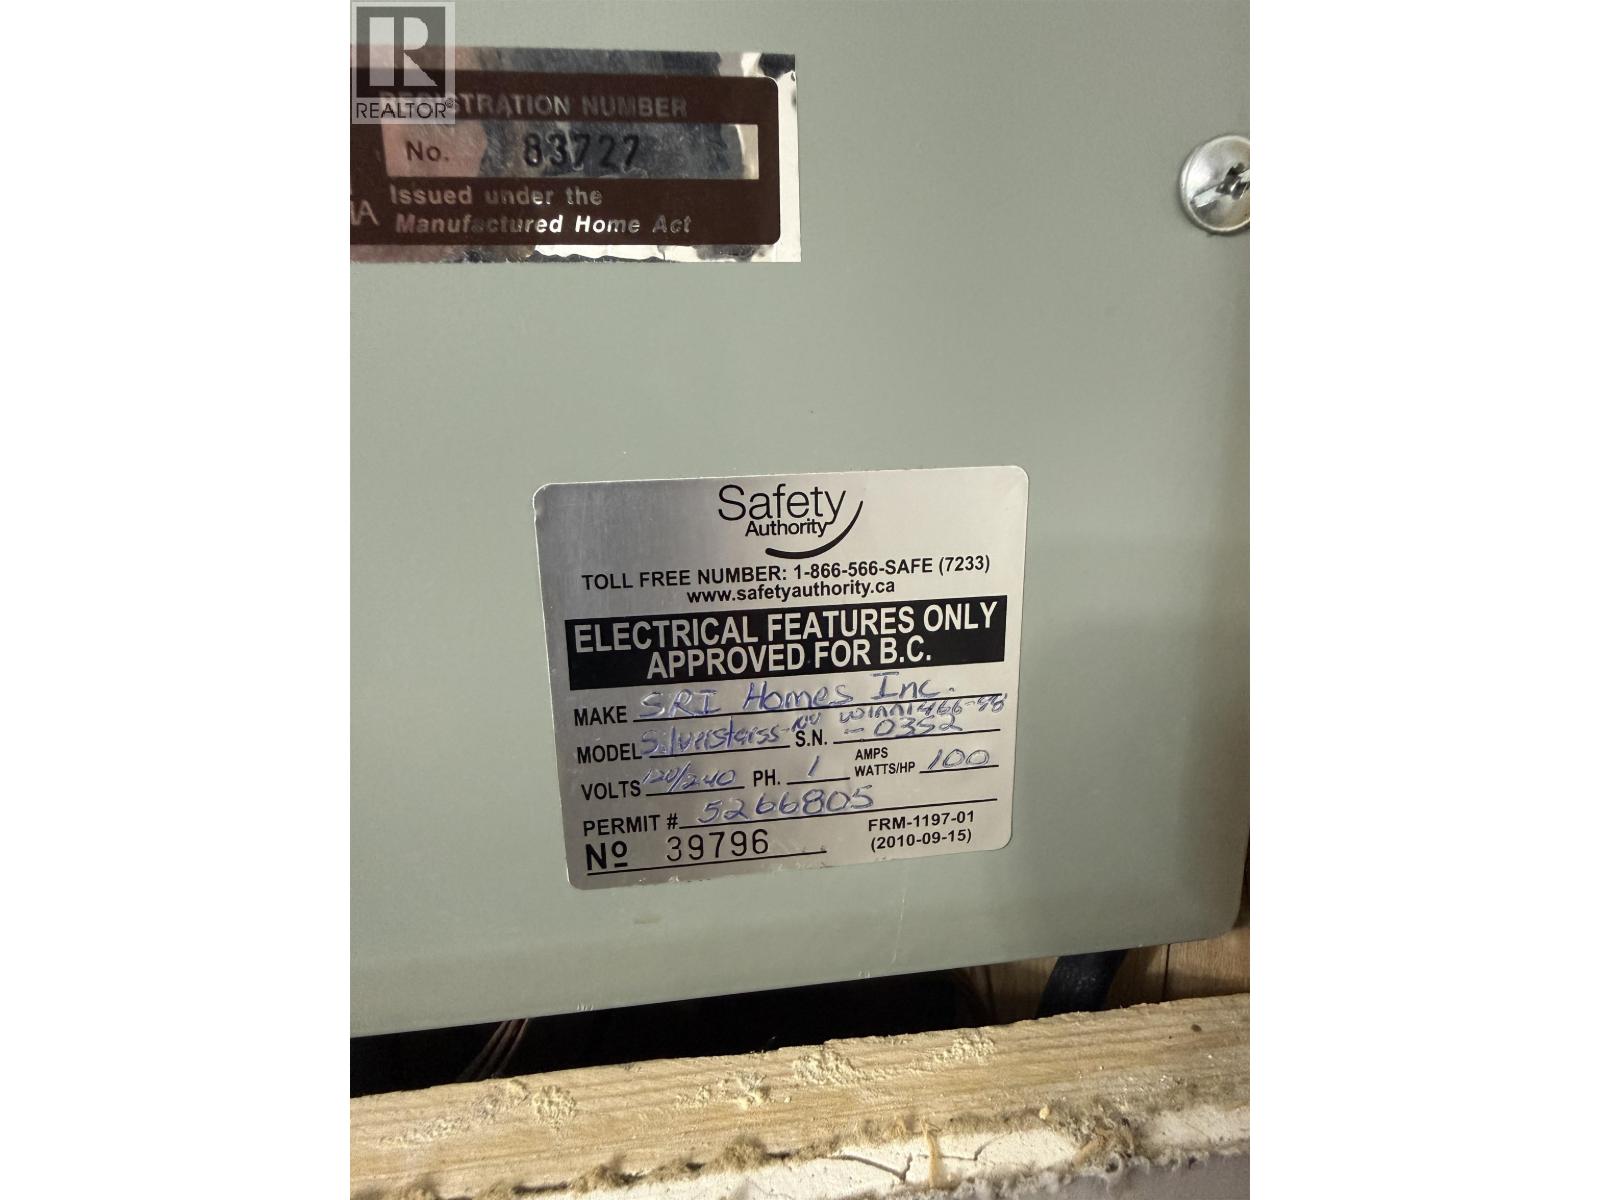 REALTOR®
REGISTRATION NUMBER
No. 83727
IA
Issued under the
Manufactured Home Act
Safety
Authority
TOLL FREE NUMBER: 1-866-566-SAFE (7233)
www.safetyauthority.ca
ELECTRICAL FEATURES ONLY
APPROVED FOR B.C.
MAKE SRI Homes Inc.
MODEL S.N. -0352
VOLTS 120/240 PH. 1 AMPS WATTS/HP 100
PERMIT # 5266805
FRM-1197-01
Nº 39796 (2010-09-15)